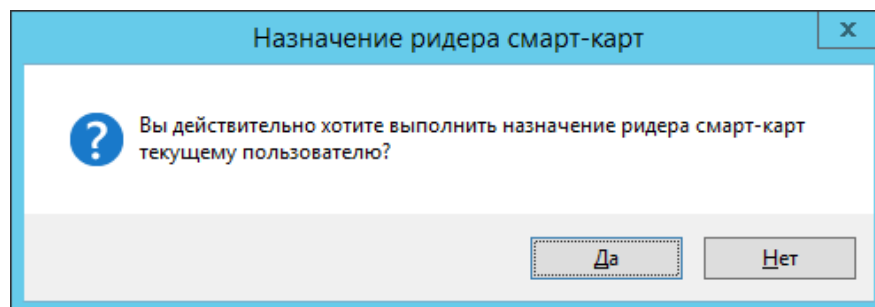 Назначение ридера смарт-карт
x
?
Вы действительно хотите выполнить назначение ридера смарт-карт
текущему пользователю?
Да
Нет